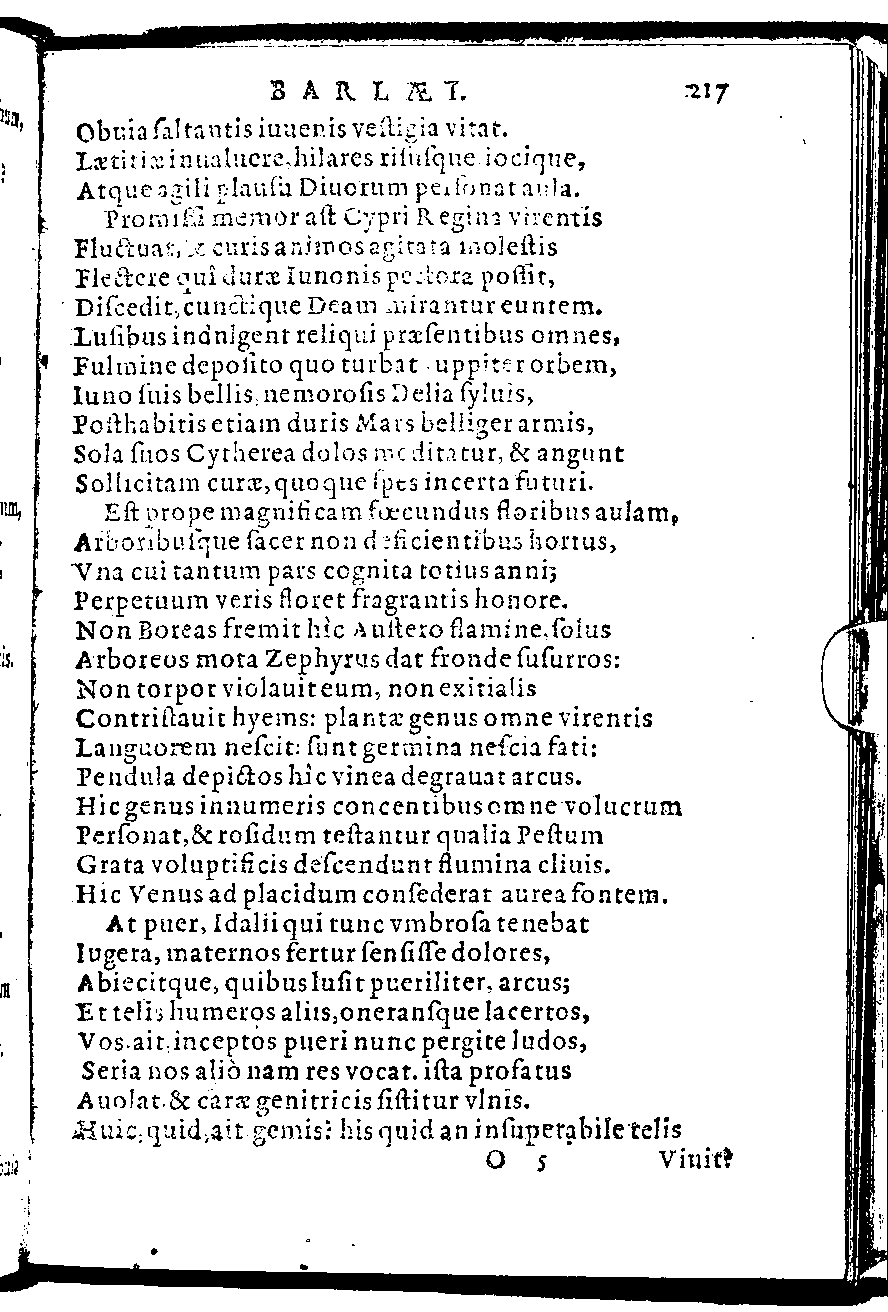 BARLÆI. 217
Obuia ſaltantis iuuenis veſtigia vitat.
Lætitiæ inualuere, hilares riſuſque iocique,
Atque agili plauſu Diuorum perſonat aula.
Promiſſi memor aſt Cypri Regina virentis
Fluctuat, & curis animos agitata moleſtis
Flectere quî duræ Iunonis pectora poſſit,
Diſcedit, cunctique Deam mirantur euntem.
Luſibus indulgent reliqui præſentibus omnes,
Fulmine depoſito quo turbat Iuppiter orbem,
Iuno ſuis bellis, nemoroſis Delia ſyluis,
Poſthabitis etiam duris Mars belliger armis,
Sola ſuos Cytherea dolos meditatur, & angunt
Sollicitam curæ, quoque ſpes incerta futuri.
Eſt prope magnificam fœcundus floribus aulam,
Arboribuſque ſacer non deficientibus hortus,
Vna cui tantum pars cognita totius anni;
Perpetuum veris floret fragrantis honore.
Non Boreas fremit hîc Auſtero flamine, ſolus
Arboreos mota Zephyrus dat fronde ſuſurros:
Non torpor violauit eum, non exitialis
Contriſtauit hyems: plantæ genus omne virentis
Languorem neſcit: ſunt germina neſcia fati:
Pendula depictos hîc vinea degrauat arcus.
Hic genus innumeris concentibus omne volucrum
Perſonat, & roſidum teſtantur qualia Peſtum
Grata voluptificis deſcendunt flumina cliuis.
Hic Venus ad placidum conſederat aurea fontem.
At puer, Idalii qui tunc vmbroſa tenebat
Iugera, maternos fertur ſenſiſſe dolores,
Abiecitque, quibus luſit pueriliter, arcus;
Et telis humeros aliis, oneranſque lacertos,
Vos, ait, inceptos pueri nunc pergite ludos,
Seria nos aliò nam res vocat. iſta profatus
Auolat & caræ genitricis ſiſtitur vlnis.
Huic, quid, ait gemis? his quid an inſuperabile telis
O 5 Viuit?